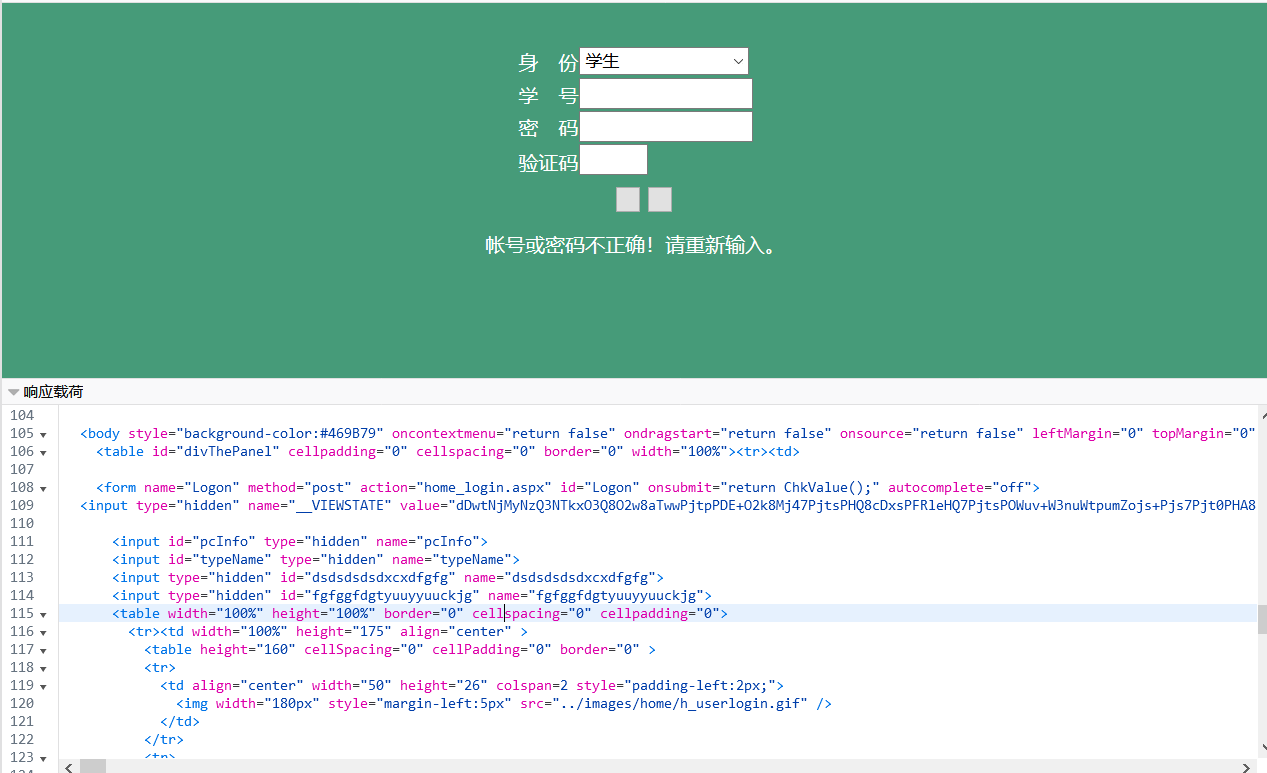 身 份 学生
学 号
密 码
验证码
帐号或密码不正确！请重新输入。
响应载荷
104
105 <body style="background-color:#469B79" oncontextmenu="return false" ondragstart="return false" onsource="return false" leftMargin="0" topMargin="0"
106 <table id="divThePanel" cellpadding="0" cellspacing="0" border="0" width="100%"><tr><td>
107
108 <form name="Logon" method="post" action="home_login.aspx" id="Logon" onsubmit="return ChkValue();" autocomplete="off">
109 <input type="hidden" name="__VIEWSTATE" value="dDwtNjMyNzQ3NTkxO3Q8O2w8aTwwPjtpPDE+O2k8Mj47PjtsPHQ8cDxsPFRleHQ7PjtsPOWuv+W3nuWtpumZojs+Pjs7Pjt0PHA8
110
111 <input id="pcInfo" type="hidden" name="pcInfo">
112 <input id="typeName" type="hidden" name="typeName">
113 <input type="hidden" id="dsdsdsdsdxcxdfgfg" name="dsdsdsdsdxcxdfgfg">
114 <input type="hidden" id="fgfggfdgtyuuyyuuckjg" name="fgfggfdgtyuuyyuuckjg">
115 <table width="100%" height="100%" border="0" cellspacing="0" cellpadding="0">
116 <tr><td width="100%" height="175" align="center" >
117 <table height="160" cellSpacing="0" cellPadding="0" border="0" >
118 <tr>
119 <td align="center" width="50" height="26" colspan=2 style="padding-left:2px;">
120 <img width="180px" style="margin-left:5px" src="../images/home/h_userlogin.gif" />
121 </td>
122 </tr>
123 <tr>
124